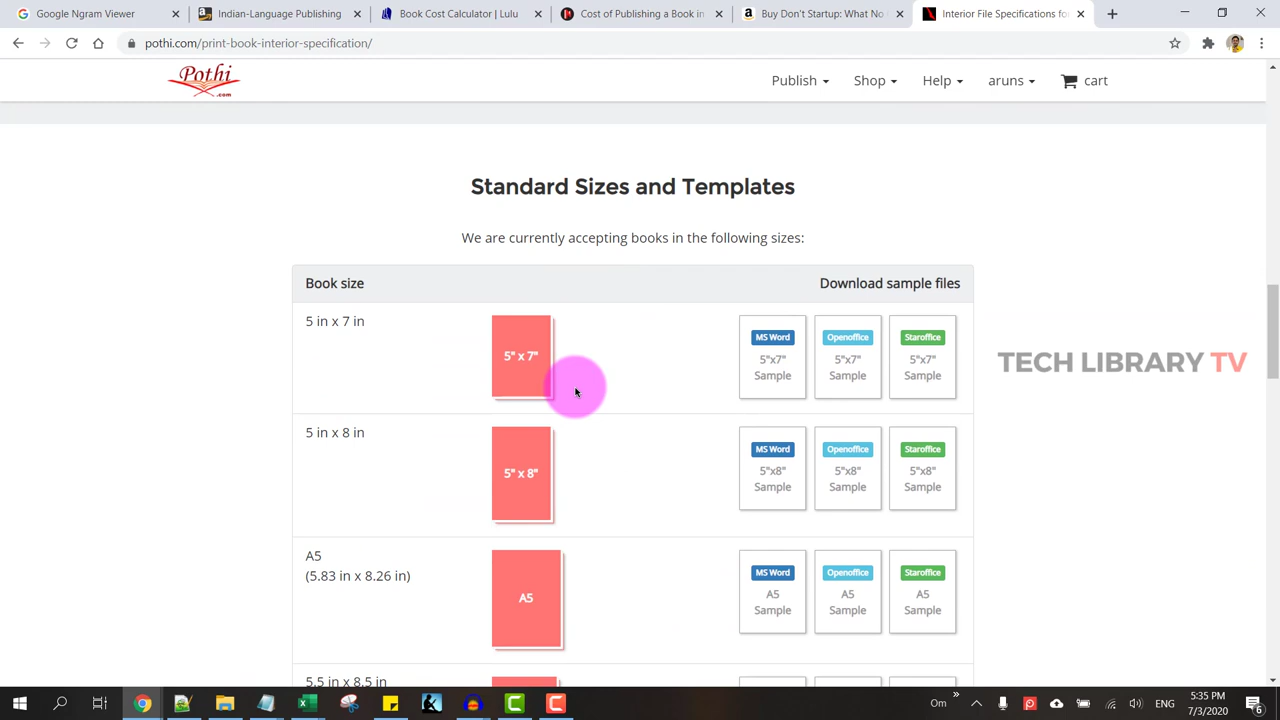 Google Ngram Viewer
Indian-Language Publishing
Book Cost Calculator | Lulu
Cost of Publishing a Book in
Buy Don't Startup: What No
Interior File Specifications fo
pothi.com/print-book-interior-specification/
Pothi
.com
Publish
Shop
Help
aruns
cart
Standard Sizes and Templates
We are currently accepting books in the following sizes:
Book size
Download sample files
5 in x 7 in
5" x 7"
MS Word
5"x7"
Sample
Openoffice
5"x7"
Sample
Staroffice
5"x7"
Sample
TECH LIBRARY TV
5 in x 8 in
5" x 8"
MS Word
5"x8"
Sample
Openoffice
5"x8"
Sample
Staroffice
5"x8"
Sample
A5
(5.83 in x 8.26 in)
A5
MS Word
A5
Sample
Openoffice
A5
Sample
Staroffice
A5
Sample
5.5 in x 8.5 in
Om
ENG
5:35 PM
7/3/2020
6